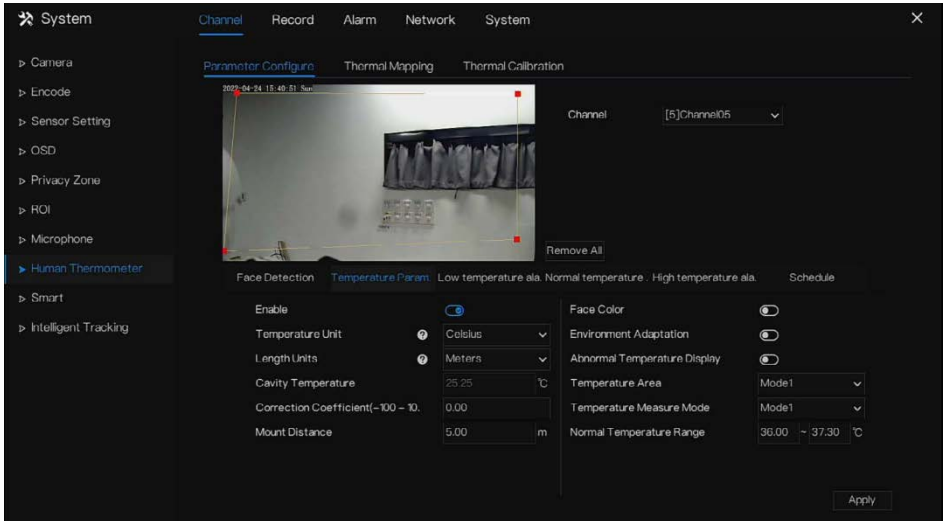 System
Channel Record Alarm Network System
Camera
Encode
Sensor Setting
OSD
Privacy Zone
ROI
Microphone
Human Thermometer
Smart
Intelligent Tracking
Parameter Configure Thermal Mapping Thermal Calibration
2022-04-24 15:40:51 Sun
Channel [5]Channel05
Remove All
Face Detection Temperature Param. Low temperature ala. Normal temperature . High temperature ala. Schedule
Enable
Temperature Unit Celsius
Length Units Meters
Cavity Temperature 25.25 ℃
Correction Coefficient(-100 – 10. 0.00
Mount Distance 5.00 m
Face Color
Environment Adaptation
Abnormal Temperature Display
Temperature Area Mode1
Temperature Measure Mode Mode1
Normal Temperature Range 36.00 ~ 37.30 ℃
Apply